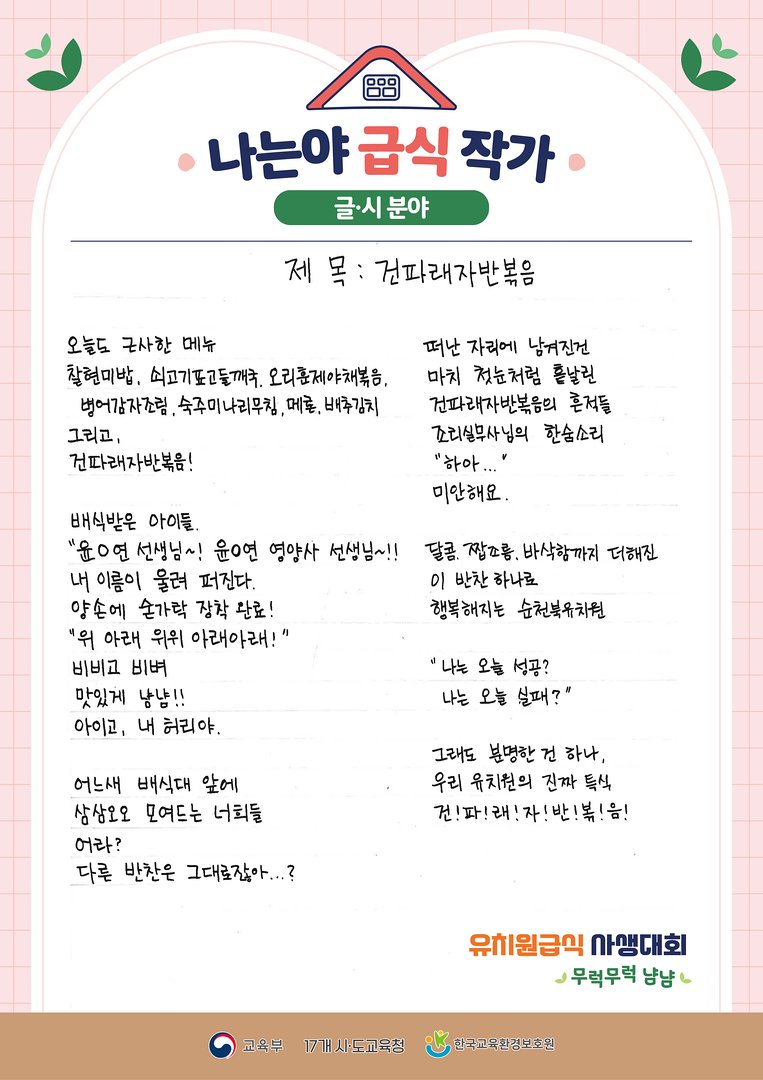 나는야 급식 작가
글·시 분야
제 목 : 건파래자반볶음
오늘도 근사한 메뉴
찰현미밥, 쇠고기표고들깨국, 오리훈제야채볶음,
병어감자조림, 숙주미나리무침, 메론, 배추김치
그리고,
건파래자반볶음!
배식받은 아이들.
"윤O연 선생님~! 윤O연 영양사 선생님~!!
내 이름이 울려 퍼진다.
양손에 숟가락 장착 완료!
"위 아래 위위 아래아래!"
비비고 비벼
맛있게 냠냠!!
아이고, 내 허리야.
어느새 배식대 앞에
삼삼오오 모여드는 너희들
어라?
다른 반찬은 그대로잖아...?
떠난 자리에 남겨진건
마치 첫눈처럼 흩날린
건파래자반볶음의 흔적들
조리실무사님의 한숨소리
"하아..."
미안해요.
달콤, 짭조롬, 바삭함까지 더해진
이 반찬 하나로
행복해지는 순천북유치원
"나는 오늘 성공?
나는 오늘 실패?"
그래도 분명한 건 하나,
우리 유치원의 진짜 특식
건!파!래!자!반!볶!음!
유치원급식 사생대회
무럭무럭 냠냠
교육부 17개 시·도교육청 한국교육환경보호원